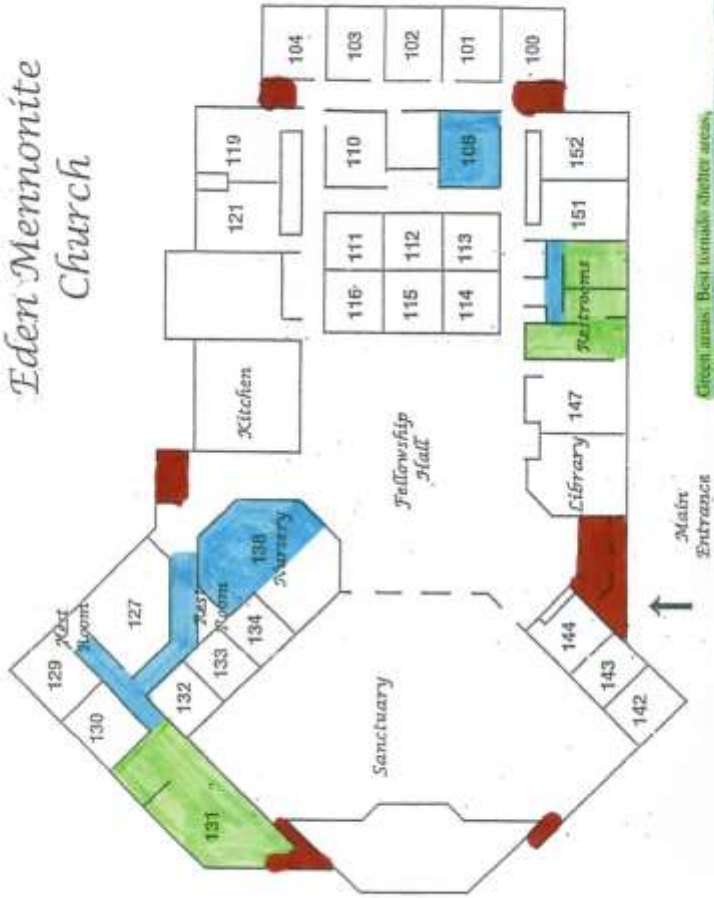 Eden Mennonite
Church
104
103
102
101
100
119
121
110
108
152
151
111
112
113
116
115
114
Restrooms
Kitchen
147
Library
Fellowship
Hall
138
Nursery
Rest
Room
127
Rest
Room
129
130
131
132
133
134
Sanctuary
144
143
142
Main
Entrance
Green areas: Best tornado shelter areas,